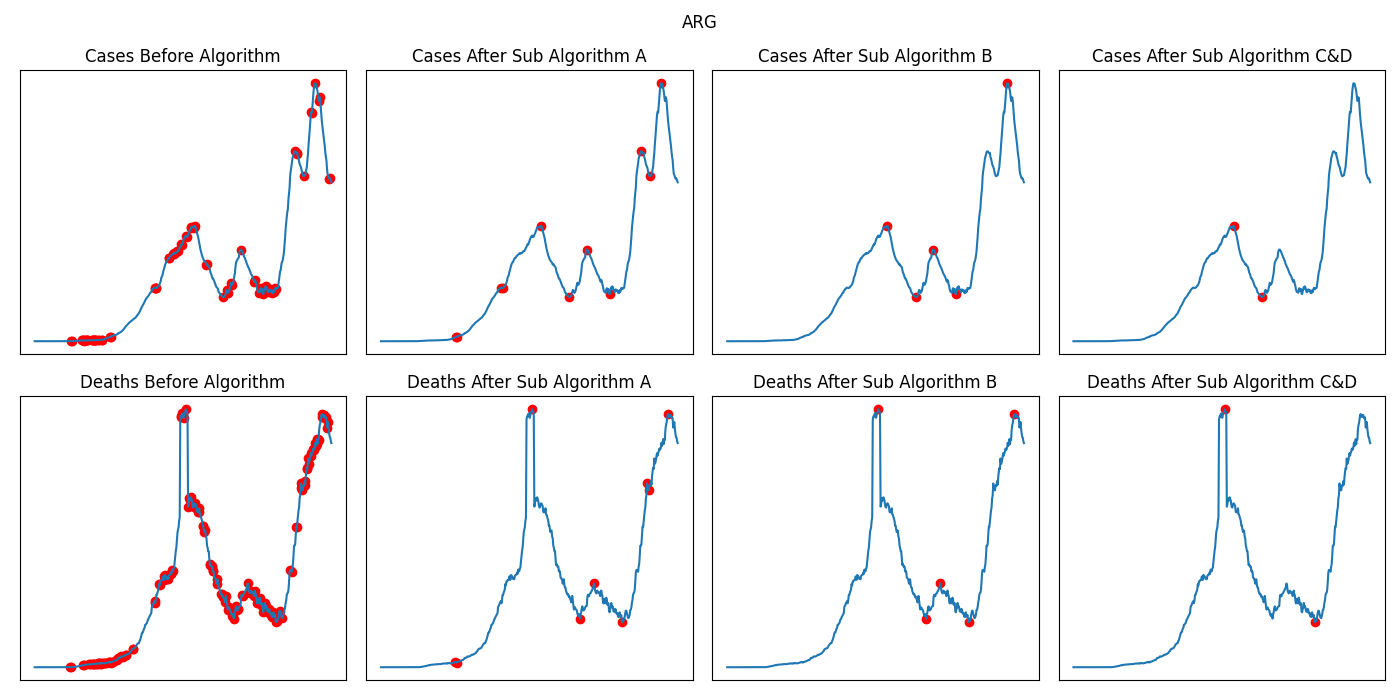 ARG
Cases Before Algorithm
Cases After Sub Algorithm A
Cases After Sub Algorithm B
Cases After Sub Algorithm C&D
Deaths Before Algorithm
Deaths After Sub Algorithm A
Deaths After Sub Algorithm B
Deaths After Sub Algorithm C&D